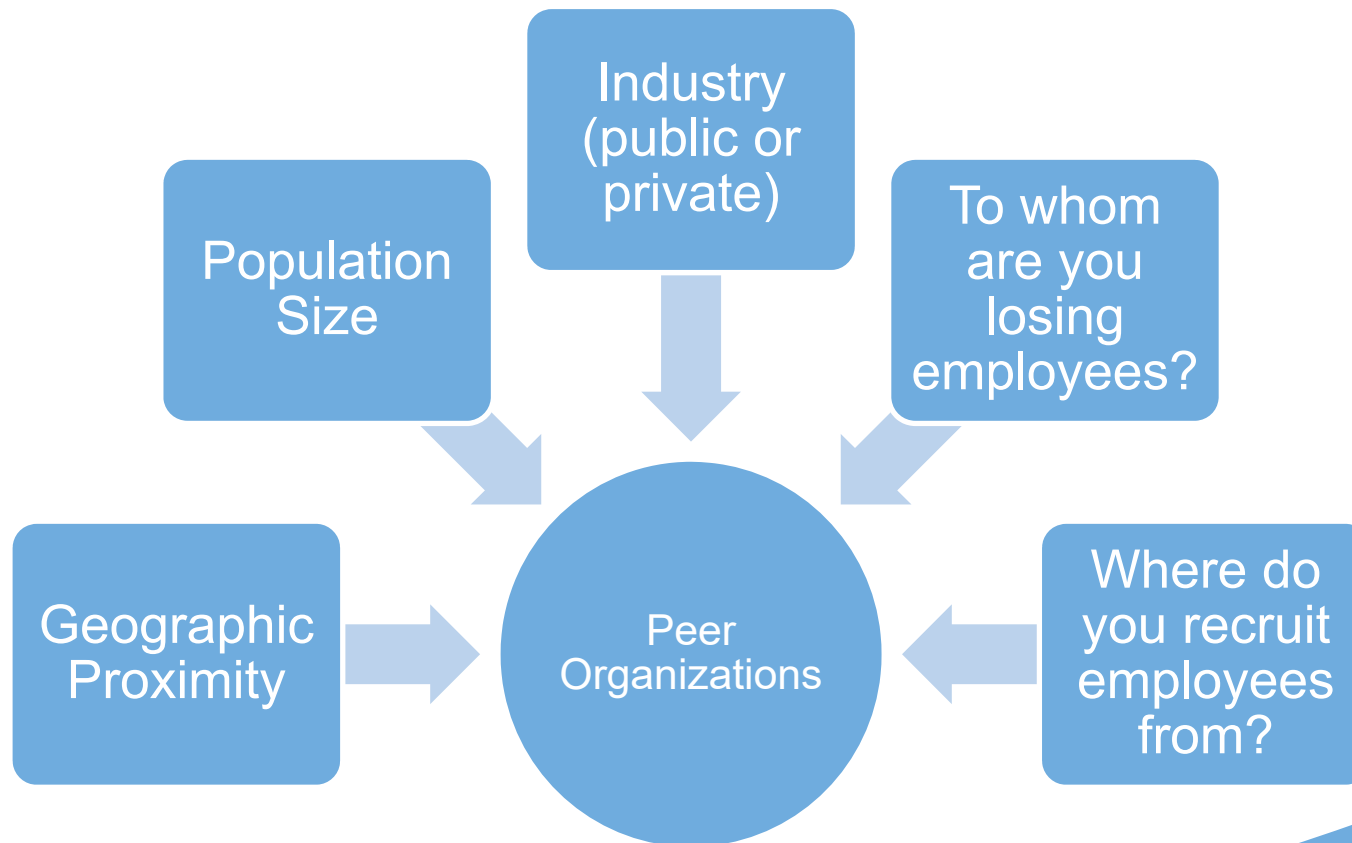 Industry
(public or
private)
Population
Size
To whom
are you
losing
employees?
Geographic
Proximity
Peer
Organizations
Where do
you recruit
employees
from?